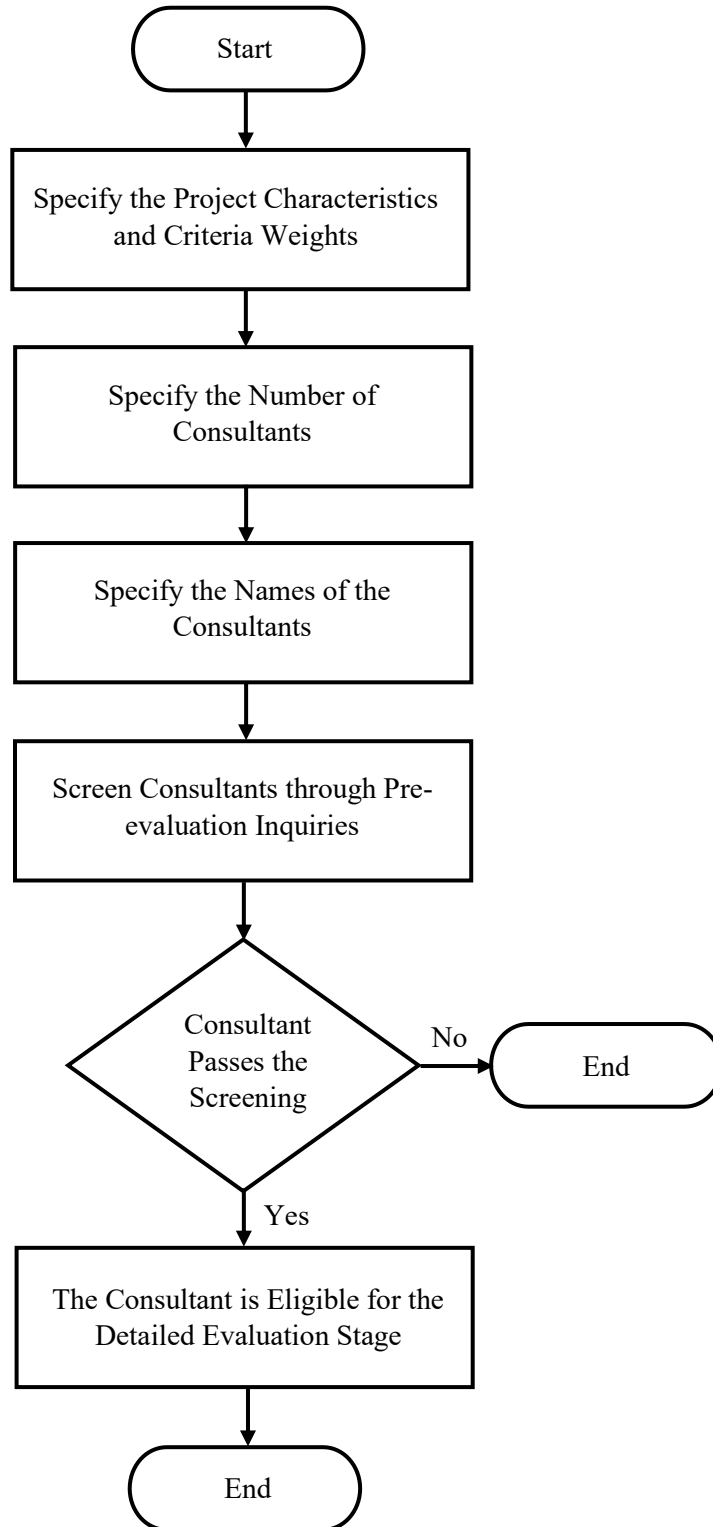 Start
Specify the Project Characteristics
and Criteria Weights
Specify the Number of
Consultants
Specify the Names of the
Consultants
Screen Consultants through Pre-
evaluation Inquiries
Consultant
Passes the
Screening
No
End
Yes
The Consultant is Eligible for the
Detailed Evaluation Stage
End